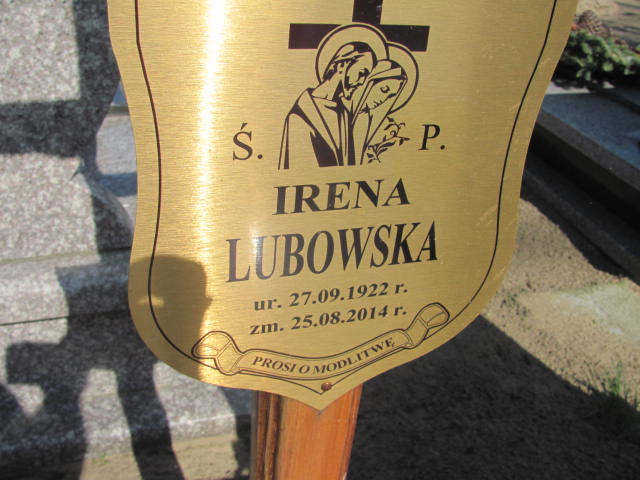 Ś. P.
IRENA
LUBOWSKA
ur. 27.09.1922 r.
zm. 25.08.2014 r.
PROSI O MODLITWĘ